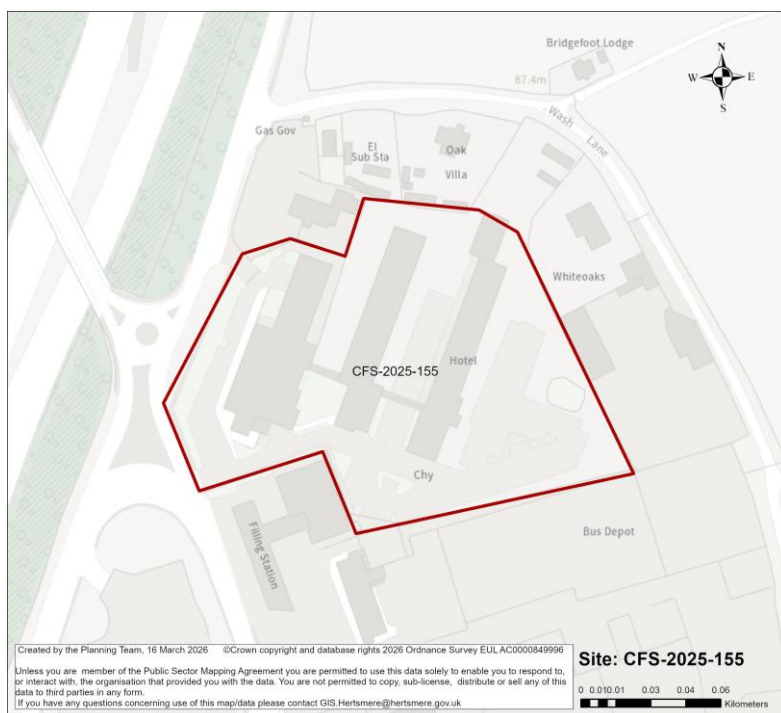 Bridgefoot Lodge
87.4m
N
W E
S
Wash Lane
Gas Gov
El
Sub Sta
Oak
Villa
Whiteoaks
Hotel
CFS-2025-155
Chy
Filling Station
Bus Depot
Created by the Planning Team, 16 March 2026 ©Crown copyright and database rights 2026 Ordnance Survey EUL AC0000849996
Unless you are member of the Public Sector Mapping Agreement you are permitted to use this data solely to enable you to respond to,
or interact with, the organisation that provided you with the data. You are not permitted to copy, sub-license, distribute or sell any of this
data to third parties in any form.
If you have any questions concerning use of this map/data please contact GIS.Hertsmere@hertsmere.gov.uk
Site: CFS-2025-155
0 0.010.01 0.03 0.04 0.06
Kilometers